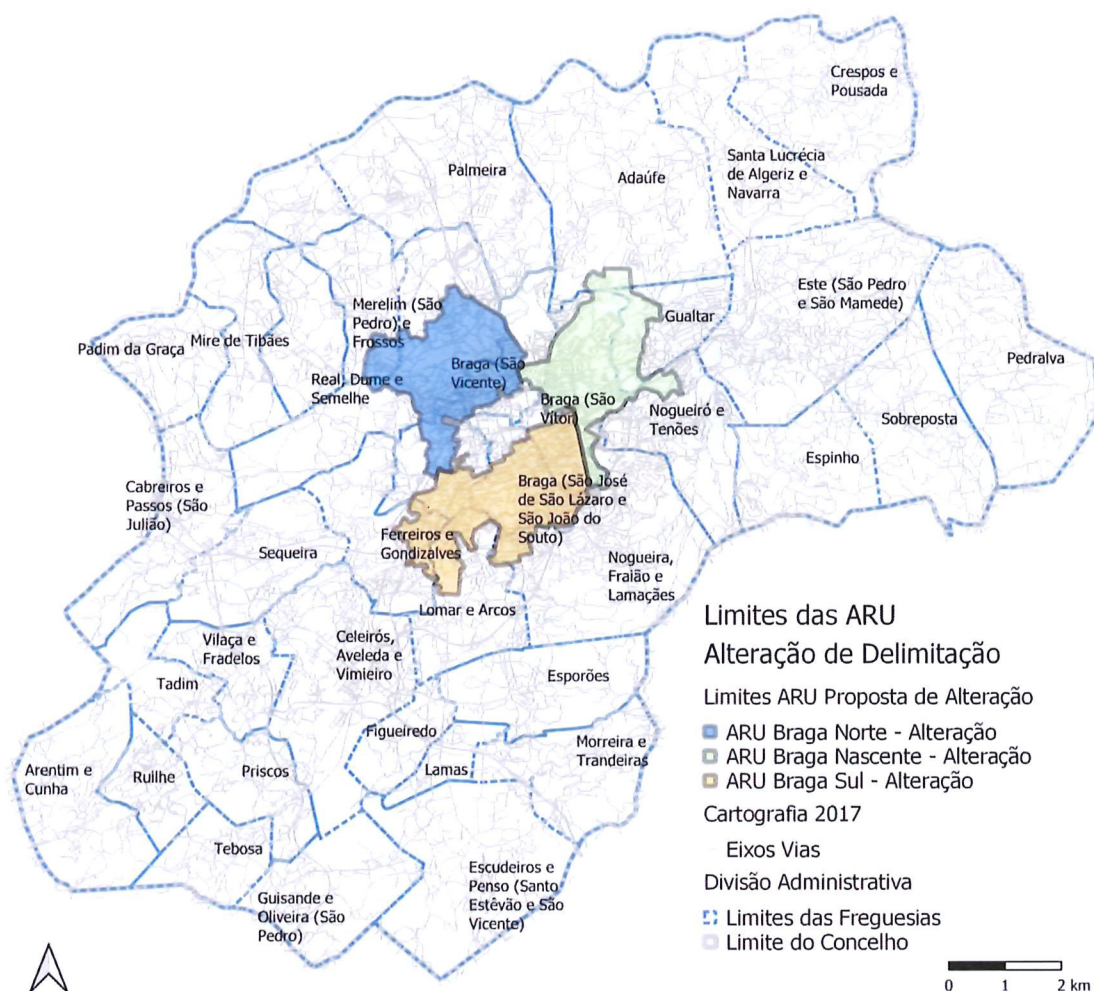 Crespos e
Pousada
Palmeira
Adaúfe
Santa Lucrécia
de Algeriz e
Navarra
Este (São Pedro
e São Mamede)
Merelim (São
Pedro) e
Frossos
Gualtar
Mire de Tibães
Padim da Graça
Pedralva
Braga (São
Vicente)
Real, Dume e
Semelhe
Braga (São
Vítor)
Nogueiró e
Tenões
Sobreposta
Espinho
Braga (São José
de São Lázaro e
São João do
Souto)
Cabreiros e
Passos (São
Julião)
Ferreiros e
Gondizalves
Sequeira
Nogueira,
Fraião e
Lamaçães
Lomar e Arcos
Vilaça e
Fradelos
Celeirós,
Aveleda e
Vimieiro
Tadim
Esporões
Figueiredo
Morreira e
Trandeiras
Arentim e
Cunha
Ruilhe
Priscos
Lamas
Tebosa
Escudeiros e
Penso (Santo
Estêvão e São
Vicente)
Guisande e
Oliveira (São
Pedro)
Limites das ARU
Alteração de Delimitação
Limites ARU Proposta de Alteração
ARU Braga Norte - Alteração
ARU Braga Nascente - Alteração
ARU Braga Sul - Alteração
Cartografia 2017
Eixos Vias
Divisão Administrativa
Limites das Freguesias
Limite do Concelho
0 1 2 km